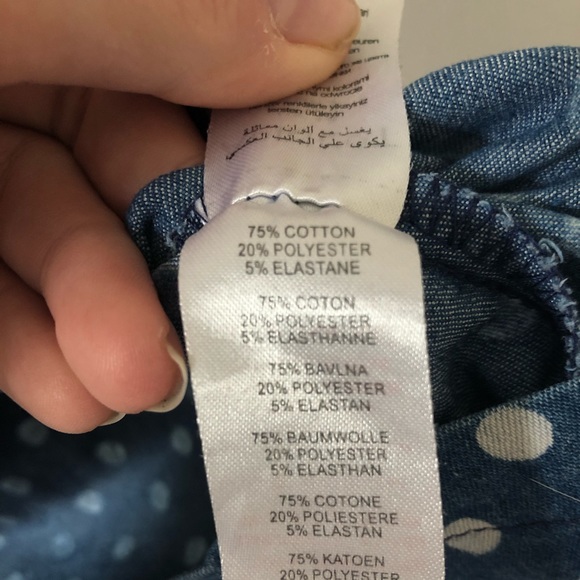 يغسل مع ألوان مماثلة
يكوى على الجانب العكسي
75% COTTON
20% POLYESTER
5% ELASTANE
75% COTON
20% POLYESTER
5% ELASTHANNE
75% BAVLNA
20% POLYESTER
5% ELASTAN
75% BAUMWOLLE
20% POLYESTER
5% ELASTHAN
75% COTONE
20% POLIESTERE
5% ELASTAN
75% KATOEN
20% POLYESTER